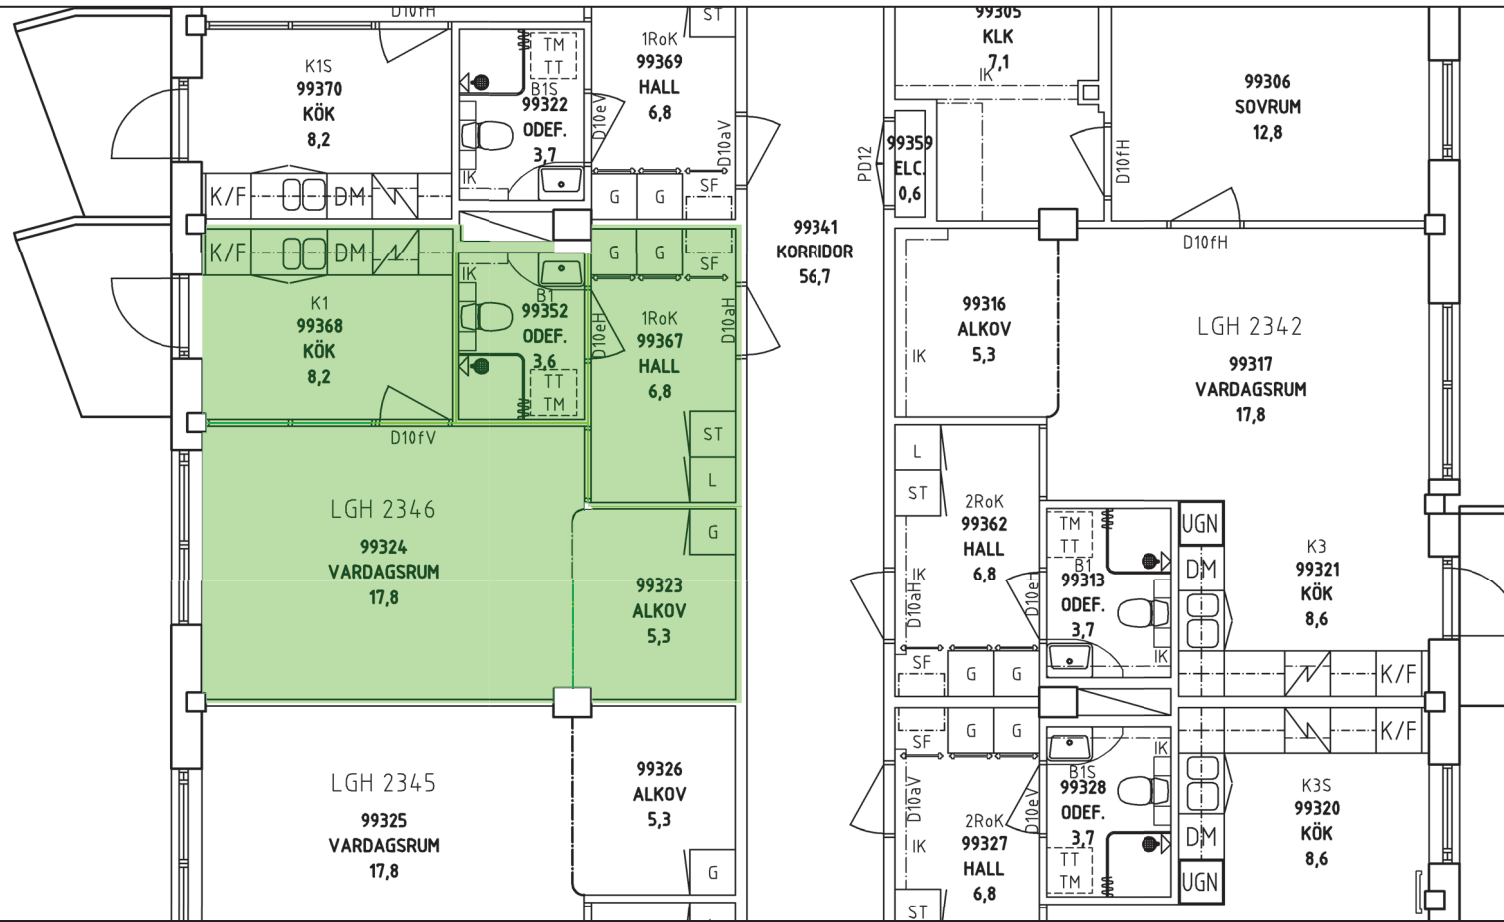 D10fH
K1S
99370
KÖK
8,2
K/F
DM
TM
TT
B1S
99322
ODEF.
3,7
IK
D10eV
1RoK
99369
HALL
6,8
ST
D10aV
G
G
SF
K/F
DM
K1
99368
KÖK
8,2
D10fV
IK
B1
99352
ODEF.
3,6
TT
TM
D10eH
G
G
SF
1RoK
99367
HALL
6,8
D10aH
ST
L
LGH 2346
99324
VARDAGSRUM
17,8
G
99323
ALKOV
5,3
LGH 2345
99325
VARDAGSRUM
17,8
99326
ALKOV
5,3
G
99341
KORRIDOR
56,7
99305
KLK
7,1
IK
PD12
99359
ELC.
0,6
D10fH
99306
SOVRUM
12,8
D10fH
99316
ALKOV
5,3
IK
LGH 2342
99317
VARDAGSRUM
17,8
L
ST
2RoK
99362
HALL
6,8
IK
D10aH
D10eH
SF
G
G
TM
TT
B1
99313
ODEF.
3,7
IK
UGN
DM
K3
99321
KÖK
8,6
K/F
SF
G
G
D10aV
IK
2RoK
99327
HALL
6,8
ST
D10eV
IK
B1S
99328
ODEF.
3,7
TT
TM
K/F
DM
UGN
K3S
99320
KÖK
8,6